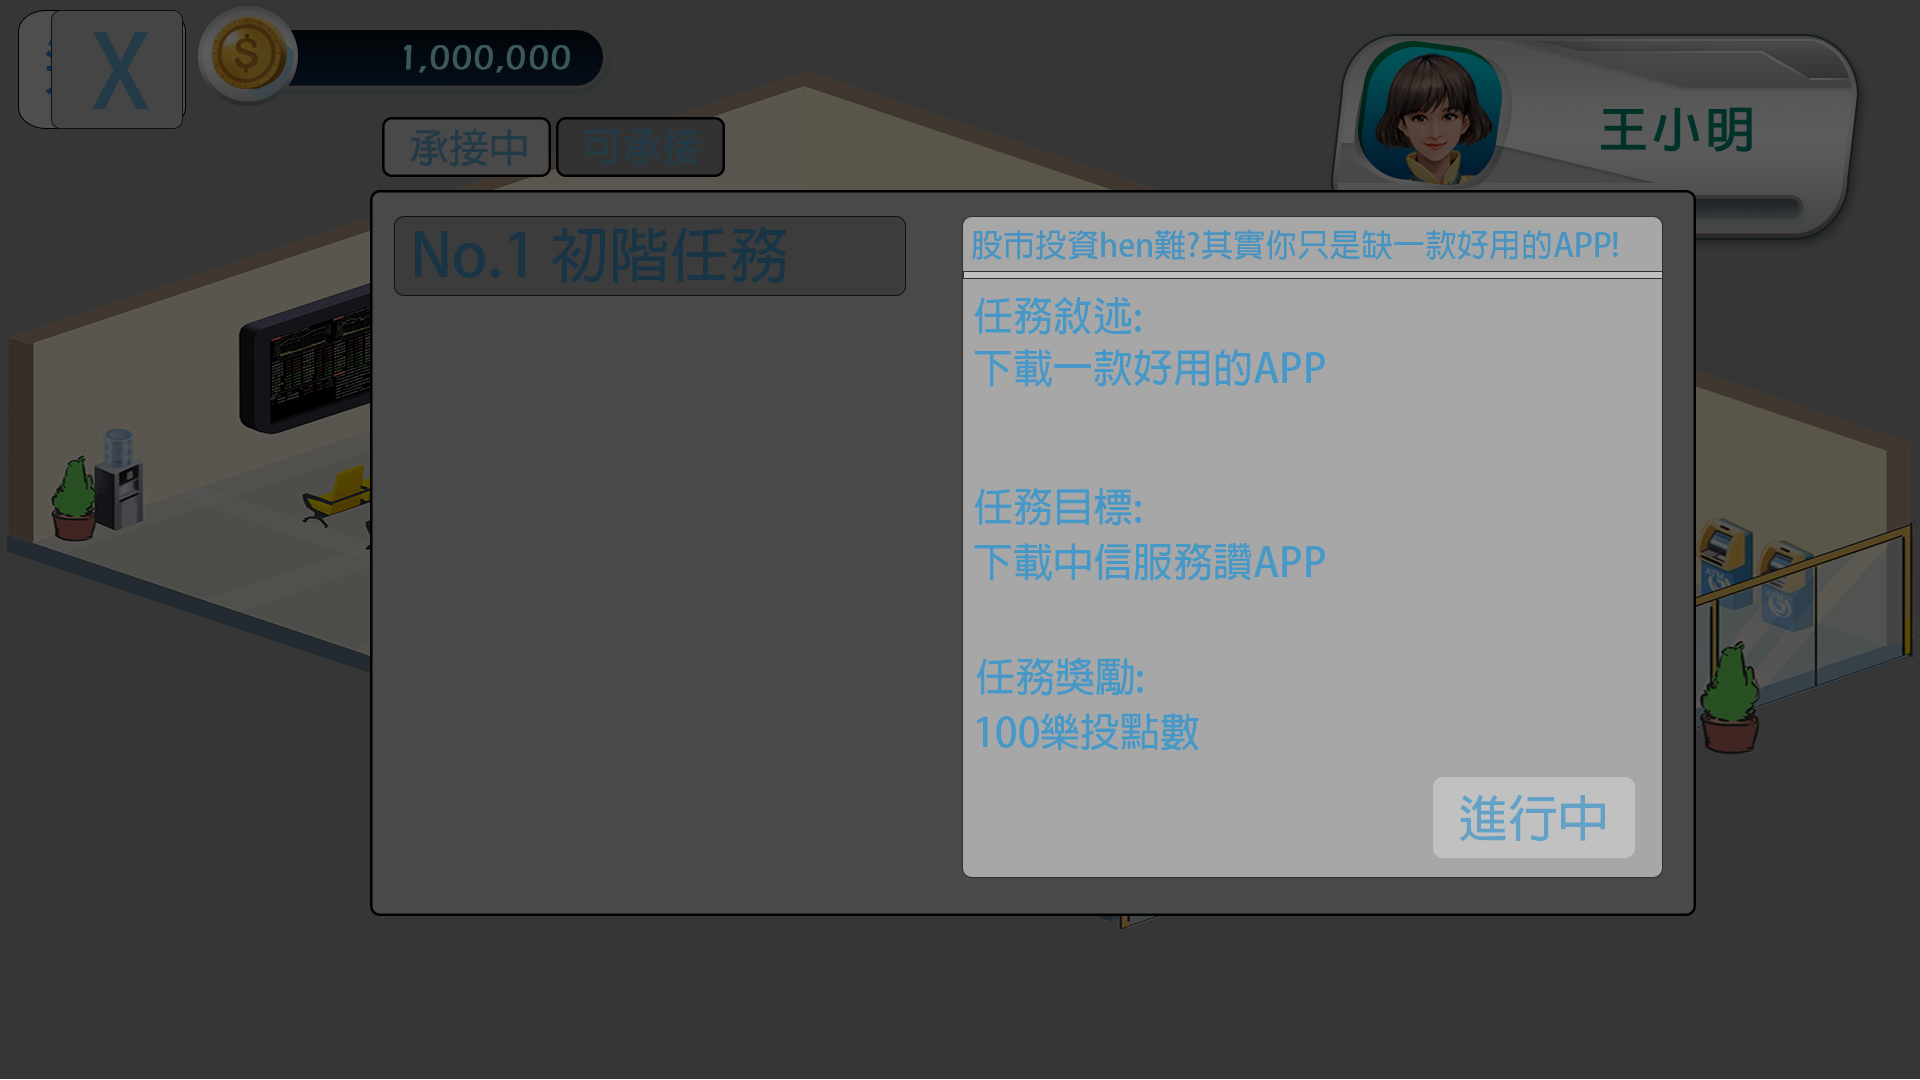 X
1,000,000
王小明
承接中
可承接
No.1 初階任務
股市投資hen難?其實你只是缺一款好用的APP!
任務敘述:
下載一款好用的APP
任務目標:
下載中信服務讚APP
任務獎勵:
100樂投點數
進行中